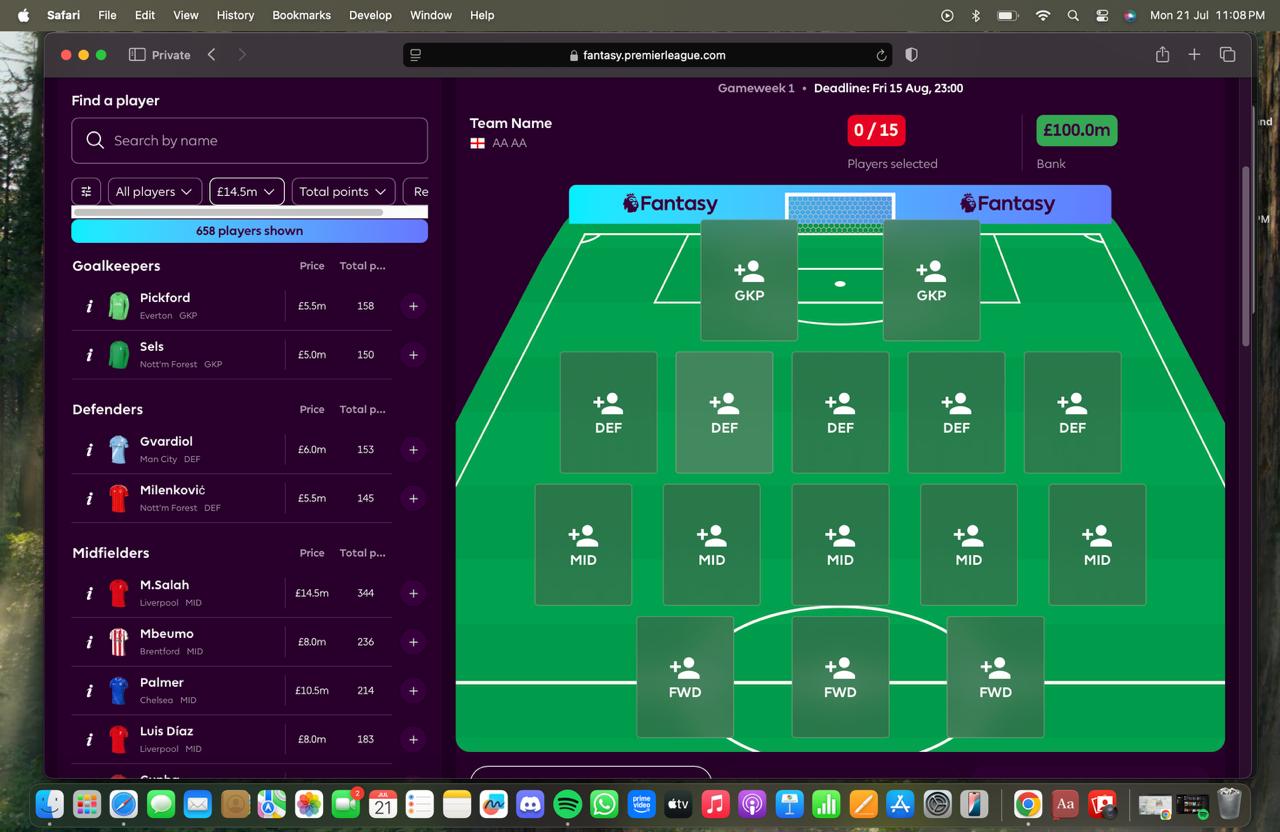 Safari File Edit View History Bookmarks Develop Window Help
Mon 21 Jul 11:08 PM
Private
fantasy.premierleague.com
Find a player
Search by name
All players £14.5m Total points Re
658 players shown
Goalkeepers Price Total p...
Pickford
Everton GKP
£5.5m 158 +
Sels
Nott'm Forest GKP
£5.0m 150 +
Defenders Price Total p...
Gvardiol
Man City DEF
£6.0m 153 +
Milenković
Nott'm Forest DEF
£5.5m 145 +
Midfielders Price Total p...
M.Salah
Liverpool MID
£14.5m 344 +
Mbeumo
Brentford MID
£8.0m 236 +
Palmer
Chelsea MID
£10.5m 214 +
Luis Díaz
Liverpool MID
£8.0m 183 +
Gameweek 1 • Deadline: Fri 15 Aug, 23:00
Team Name
AA AA
0 / 15
Players selected
£100.0m
Bank
Fantasy Fantasy
GKP GKP
DEF DEF DEF DEF DEF
MID MID MID MID MID
FWD FWD FWD
nd
PM
2
JUL
21
prime video
tv
Aa